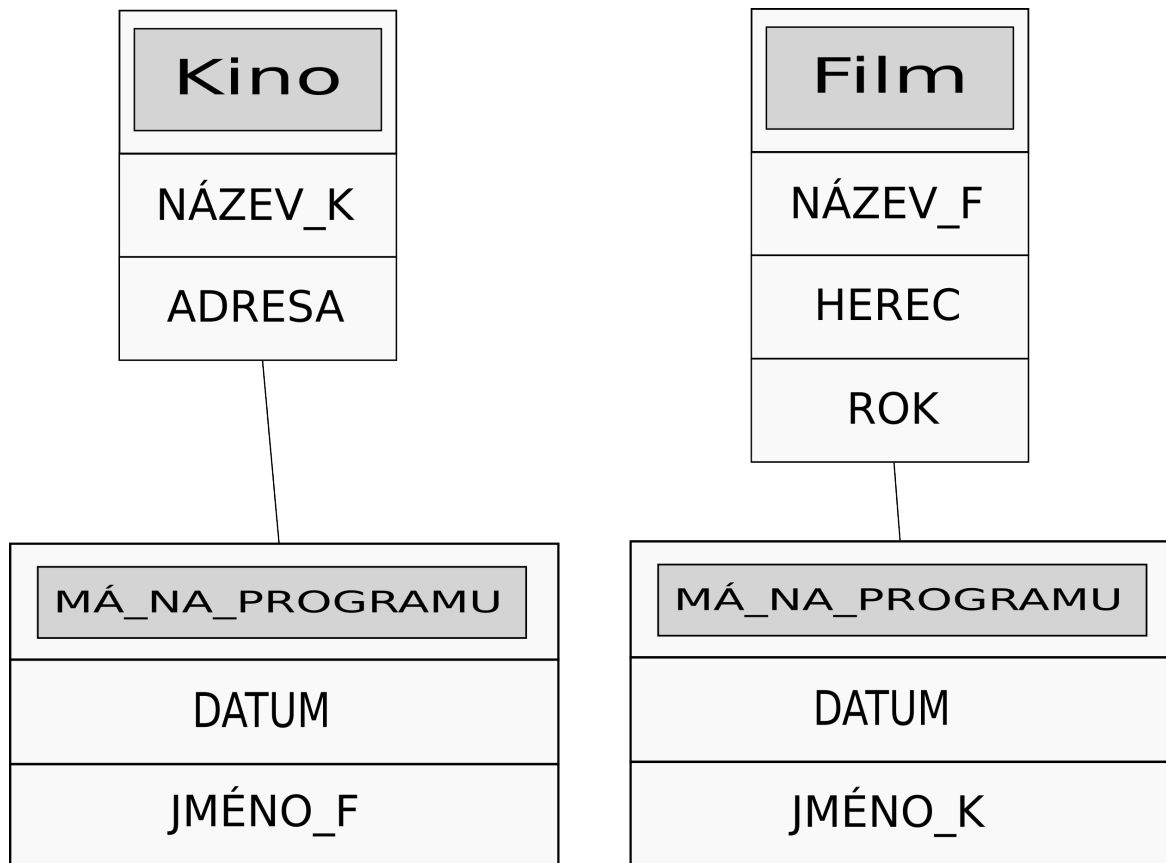 Kino
NÁZEV_K
ADRESA
MÁ_NA_PROGRAMU
DATUM
JMÉNO_F
Film
NÁZEV_F
HEREC
ROK
MÁ_NA_PROGRAMU
DATUM
JMÉNO_K